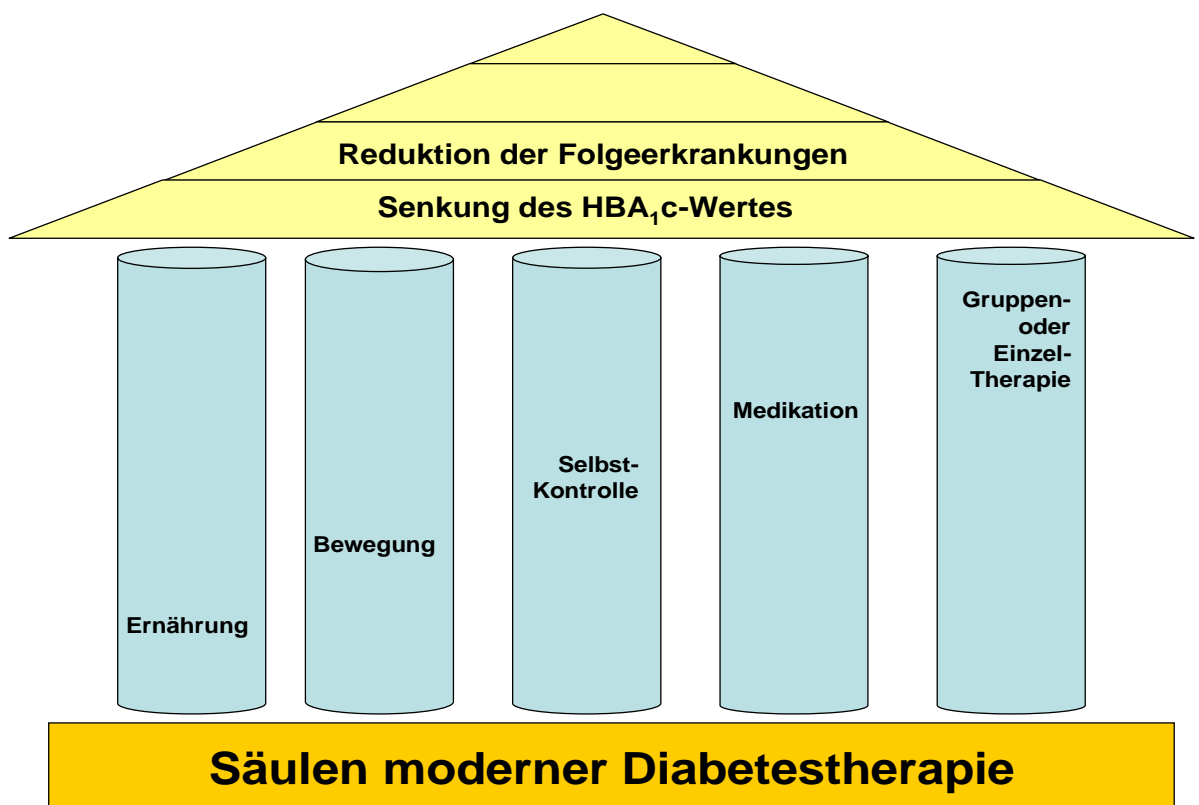 Reduktion der Folgeerkrankungen
Senkung des HBA₁c-Wertes
Ernährung
Bewegung
Selbst-
Kontrolle
Medikation
Gruppen-
oder
Einzel-
Therapie
Säulen moderner Diabetestherapie